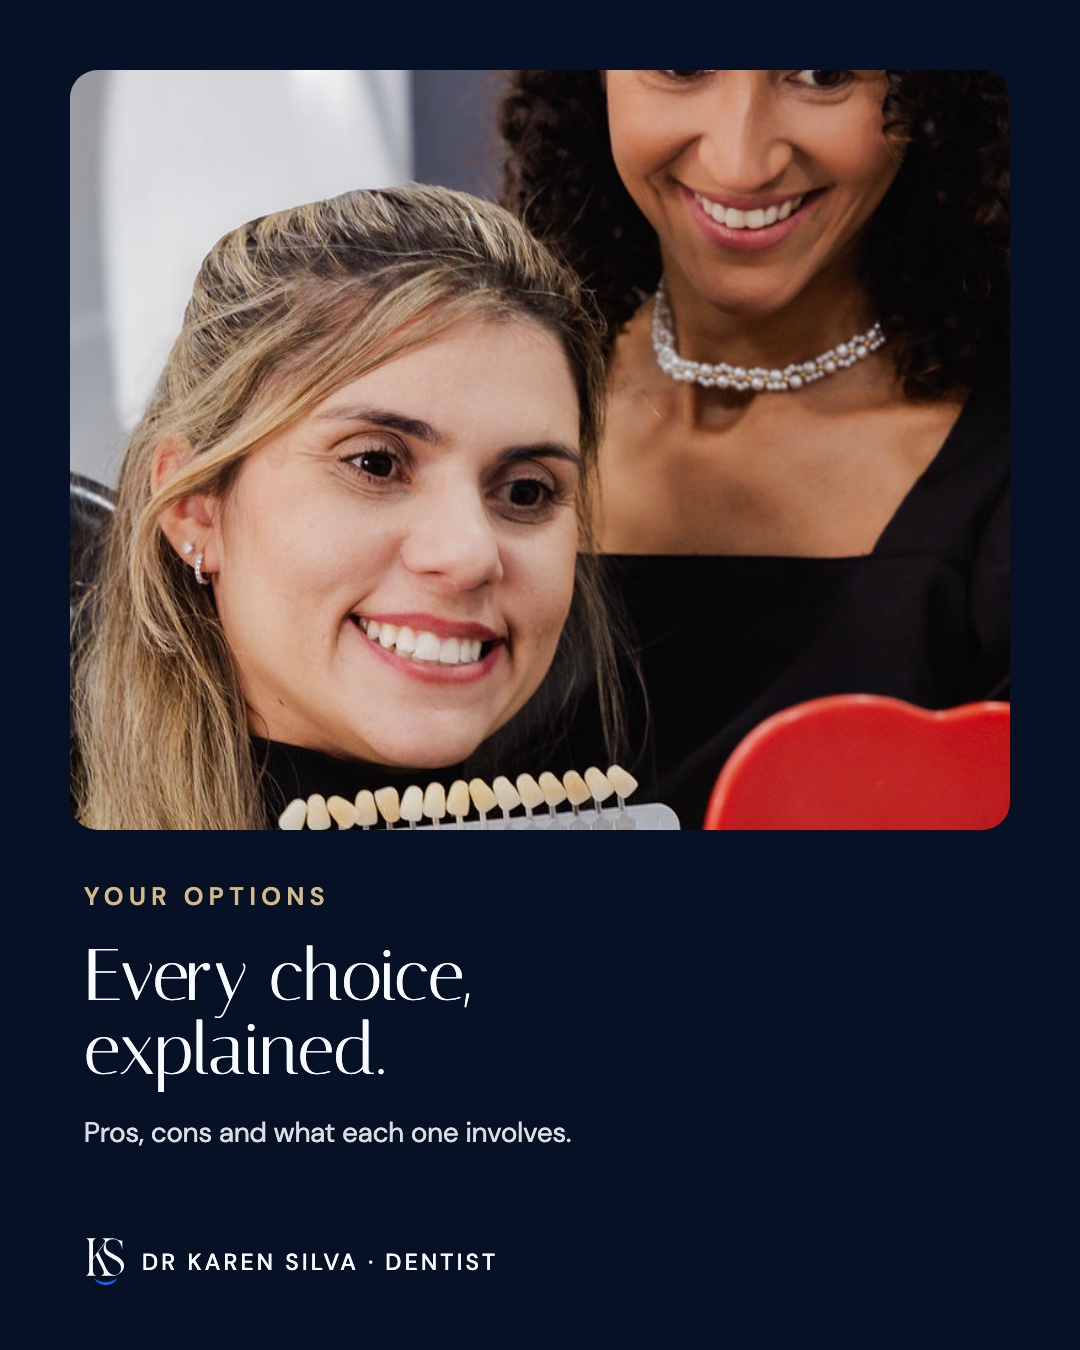 YOUR OPTIONS
Every choice,
explained.
Pros, cons and what each one involves.
KS DR KAREN SILVA · DENTIST